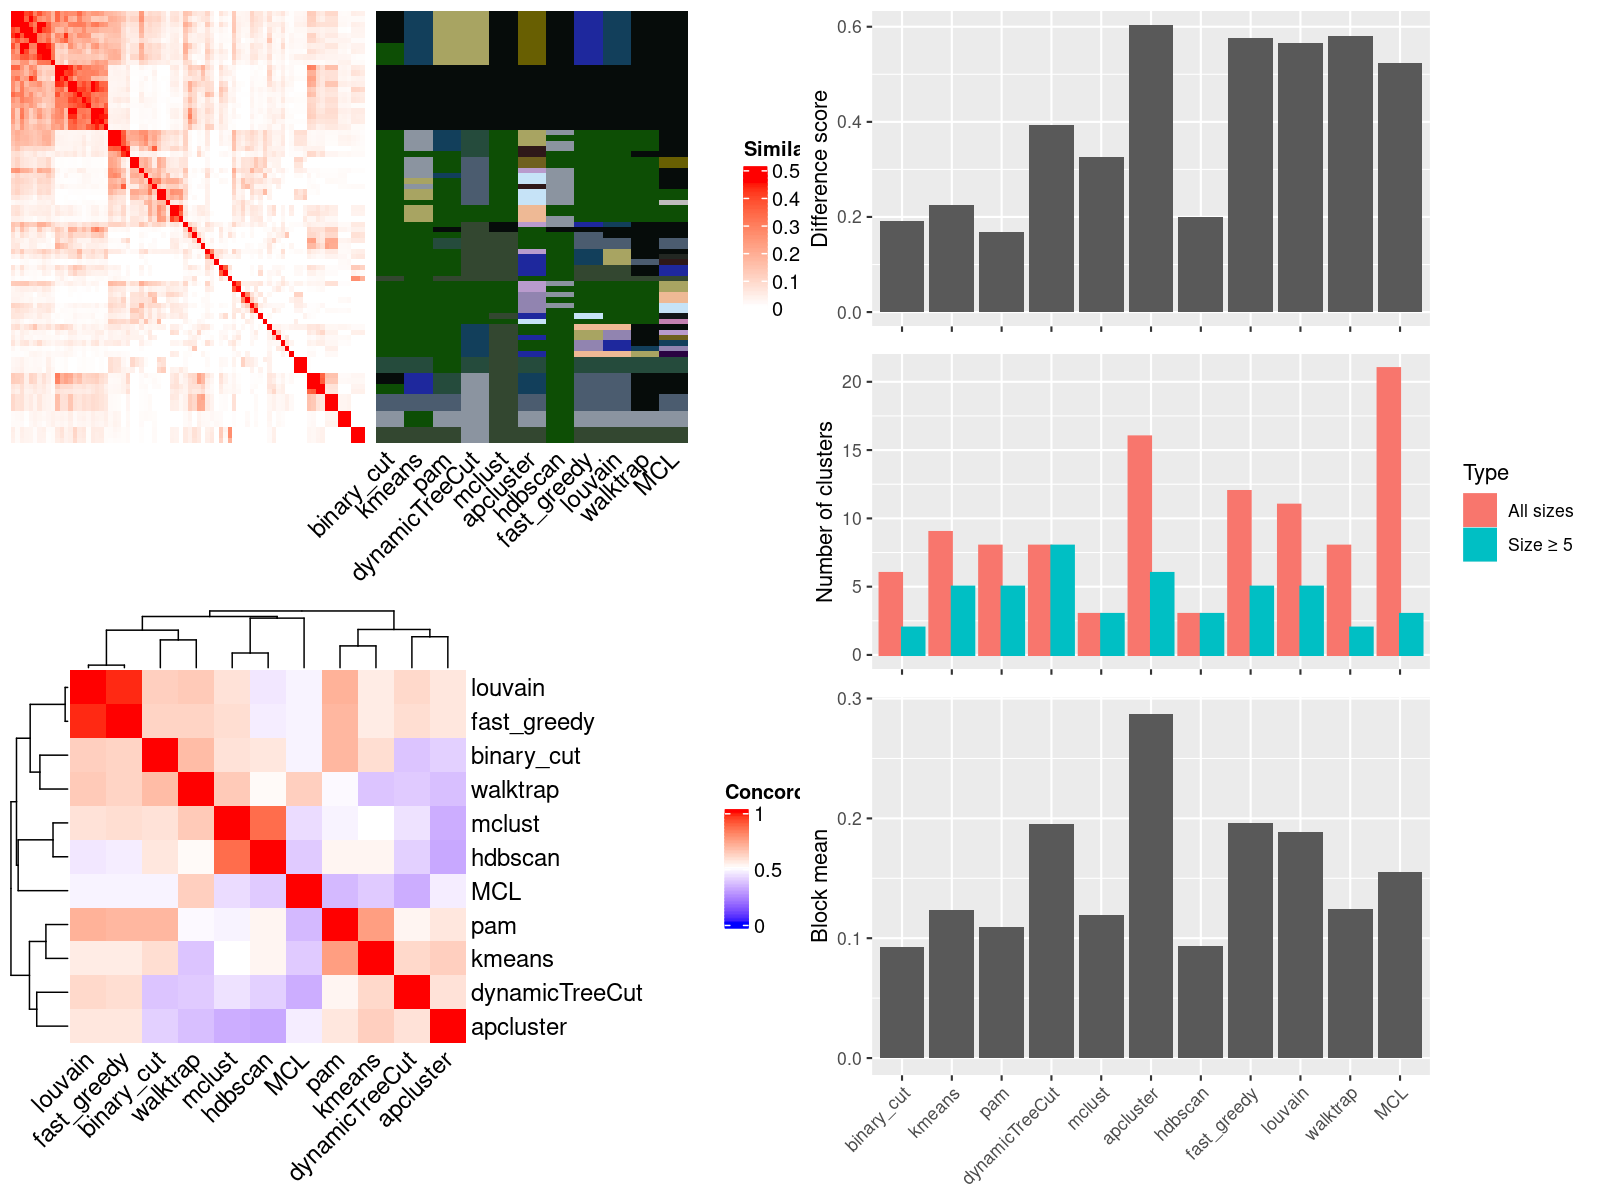 Simila
0.5
0.4
0.3
0.2
0.1
0
binary_cut
kmeans
pam
dynamicTreeCut
mclust
apcluster
hdbscan
fast_greedy
louvain
walktrap
MCL
louvain
fast_greedy
binary_cut
walktrap
mclust
hdbscan
MCL
pam
kmeans
dynamicTreeCut
apcluster
Concord
1
0.5
0
louvain
fast_greedy
binary_cut
walktrap
mclust
hdbscan
MCL
pam
kmeans
dynamicTreeCut
apcluster
Difference score
0.6
0.4
0.2
0.0
Number of clusters
20
15
10
5
0
Type
All sizes
Size ≥ 5
Block mean
0.3
0.2
0.1
0.0
binary_cut
kmeans
pam
dynamicTreeCut
mclust
apcluster
hdbscan
fast_greedy
louvain
walktrap
MCL